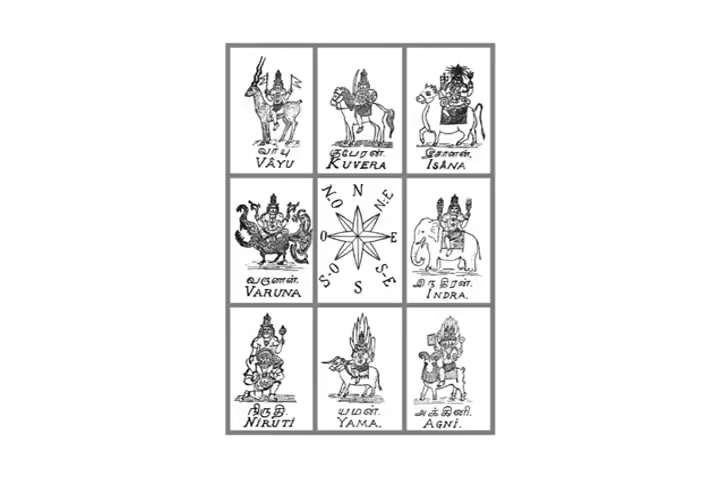 வாயு
VÂYU
குபேரன்.
KUVERA
ஈசானன்.
ISÂNA
வருணன்.
VARUNA
N
N-E
E
S-E
S
S-O
O
N-O
இந்திரன்.
INDRA.
நிருதி.
NIRUTI
யமன்.
YAMA.
அக்கினி.
AGNI.